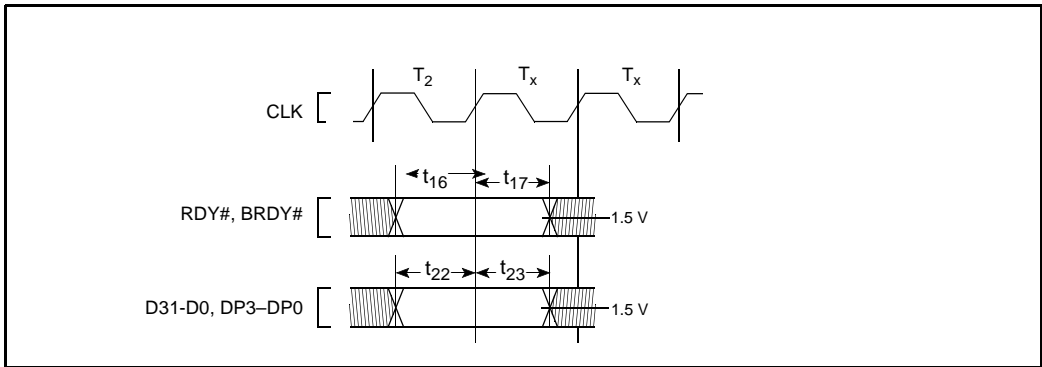 T2 Tx Tx
CLK
t16 t17
RDY#, BRDY#
1.5 V
t22 t23
D31-D0, DP3–DP0
1.5 V